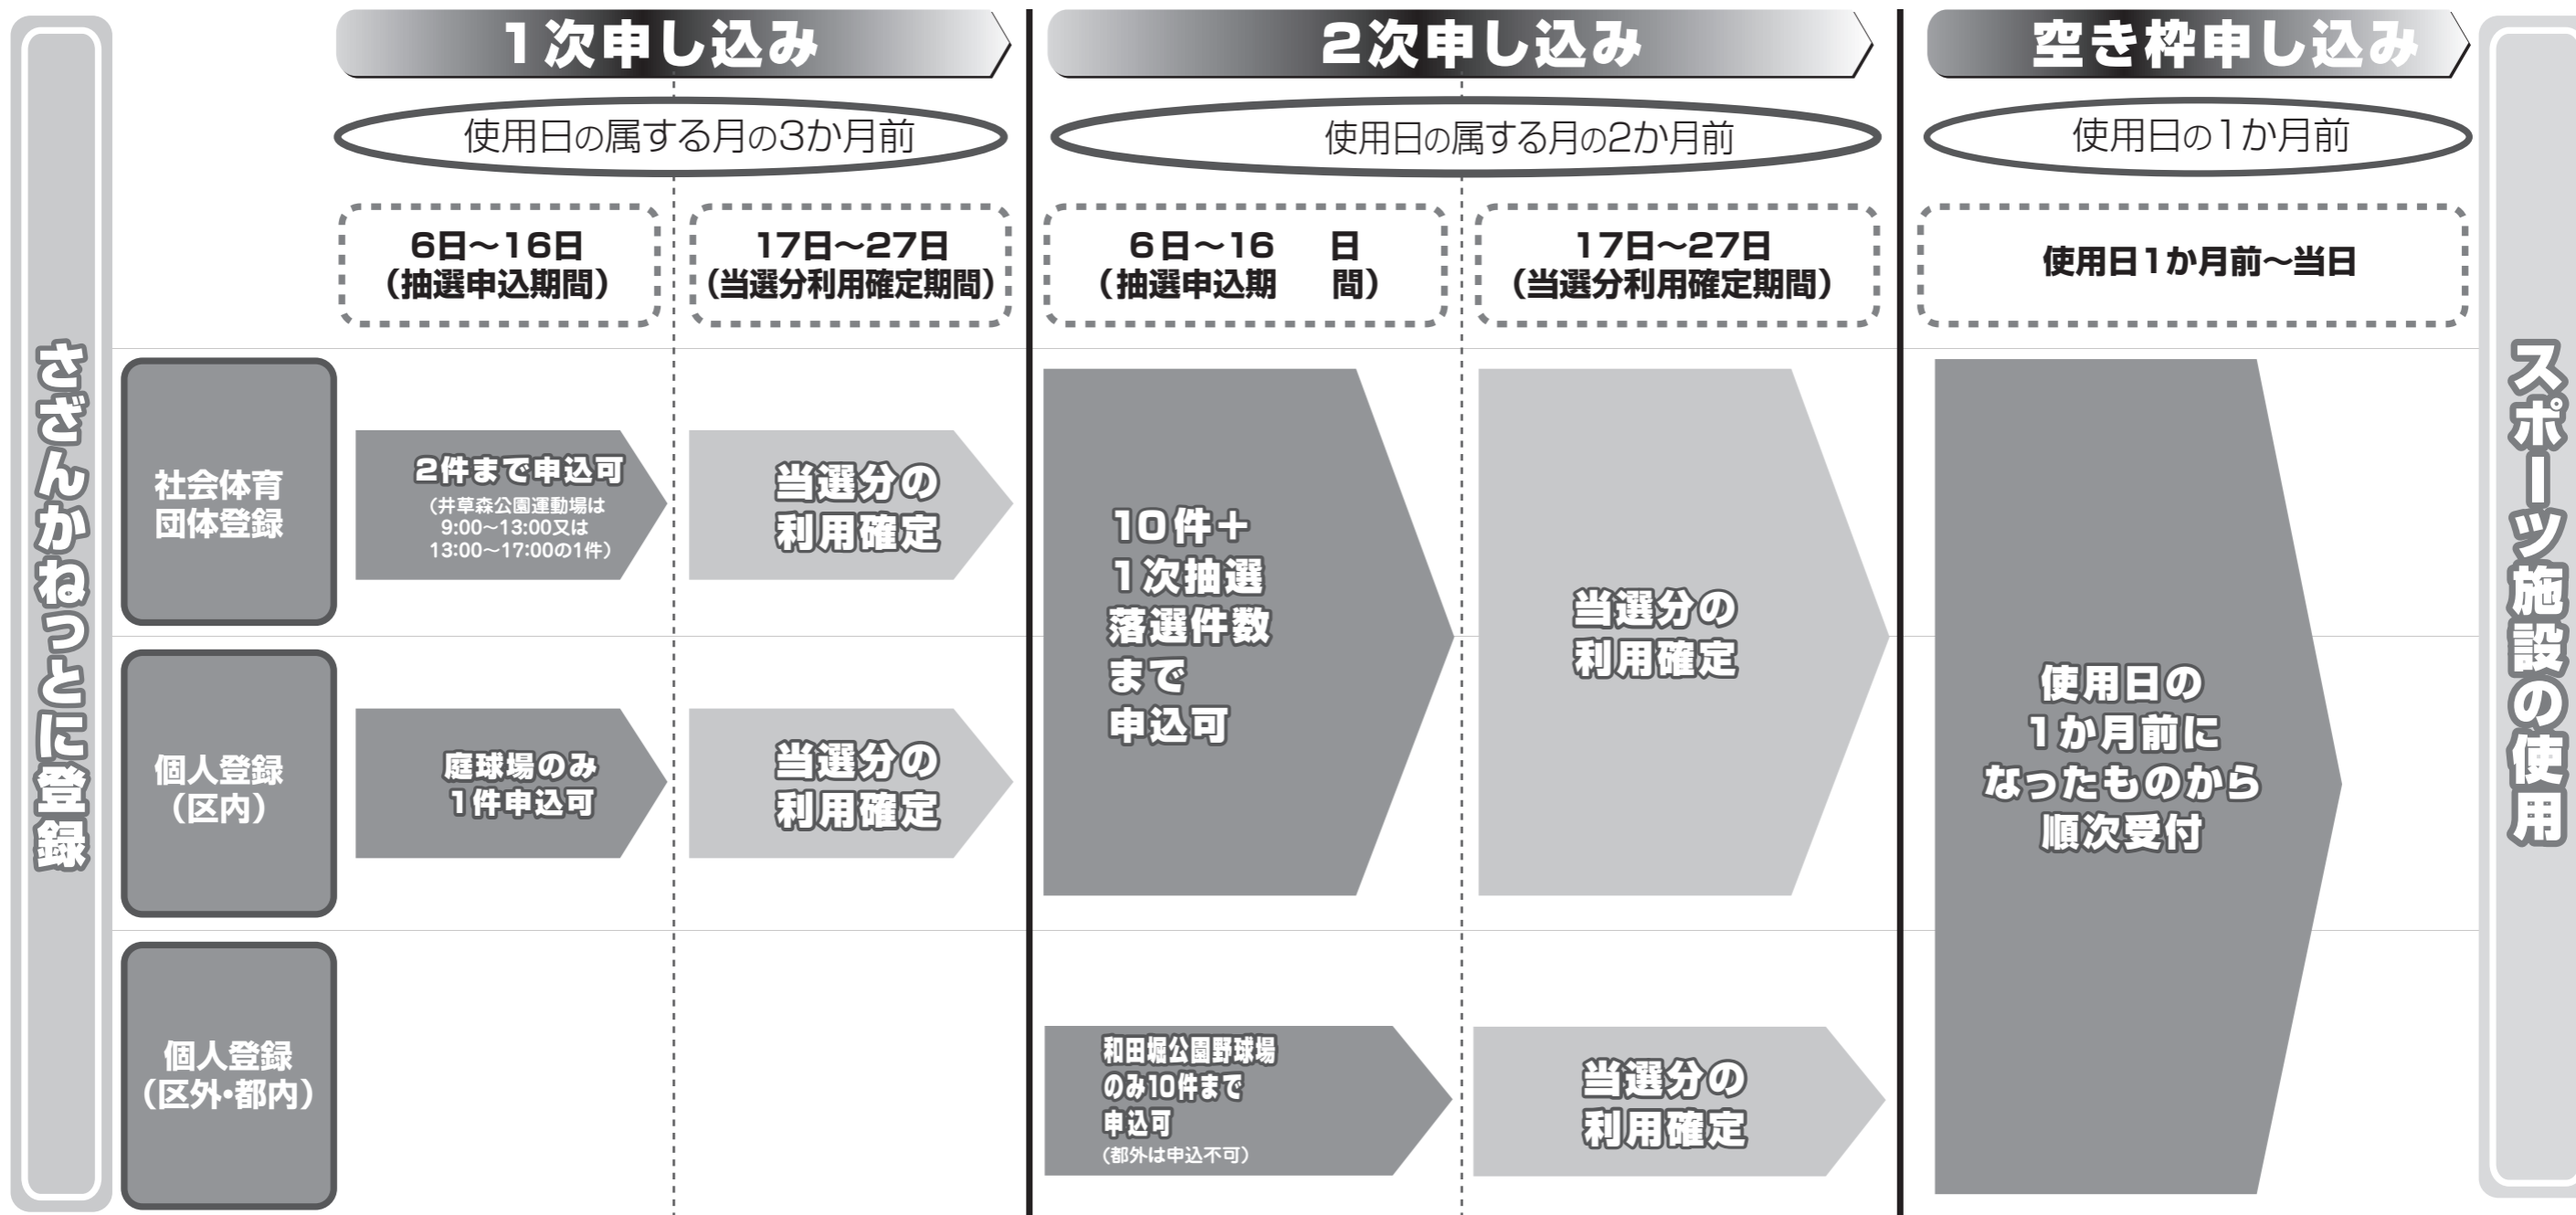 さざんかねっとに登録
1次申し込み
使用日の属する月の3か月前
6日～16日
（抽選申込期間）
17日～27日
（当選分利用確定期間）
2次申し込み
使用日の属する月の2か月前
6日～16 日
（抽選申込期 間）
17日～27日
（当選分利用確定期間）
空き枠申し込み
使用日の1か月前
使用日1か月前～当日
社会体育
団体登録
2件まで申込可
（井草森公園運動場は
9:00～13:00又は
13:00～17:00の1件）
当選分の
利用確定
個人登録
（区内）
庭球場のみ
1件申込可
当選分の
利用確定
10件＋
1次抽選
落選件数
まで
申込可
当選分の
利用確定
個人登録
（区外・都内）
和田堀公園野球場
のみ10件まで
申込可
（都外は申込不可）
当選分の
利用確定
使用日の
1か月前に
なったものから
順次受付
スポーツ施設の使用